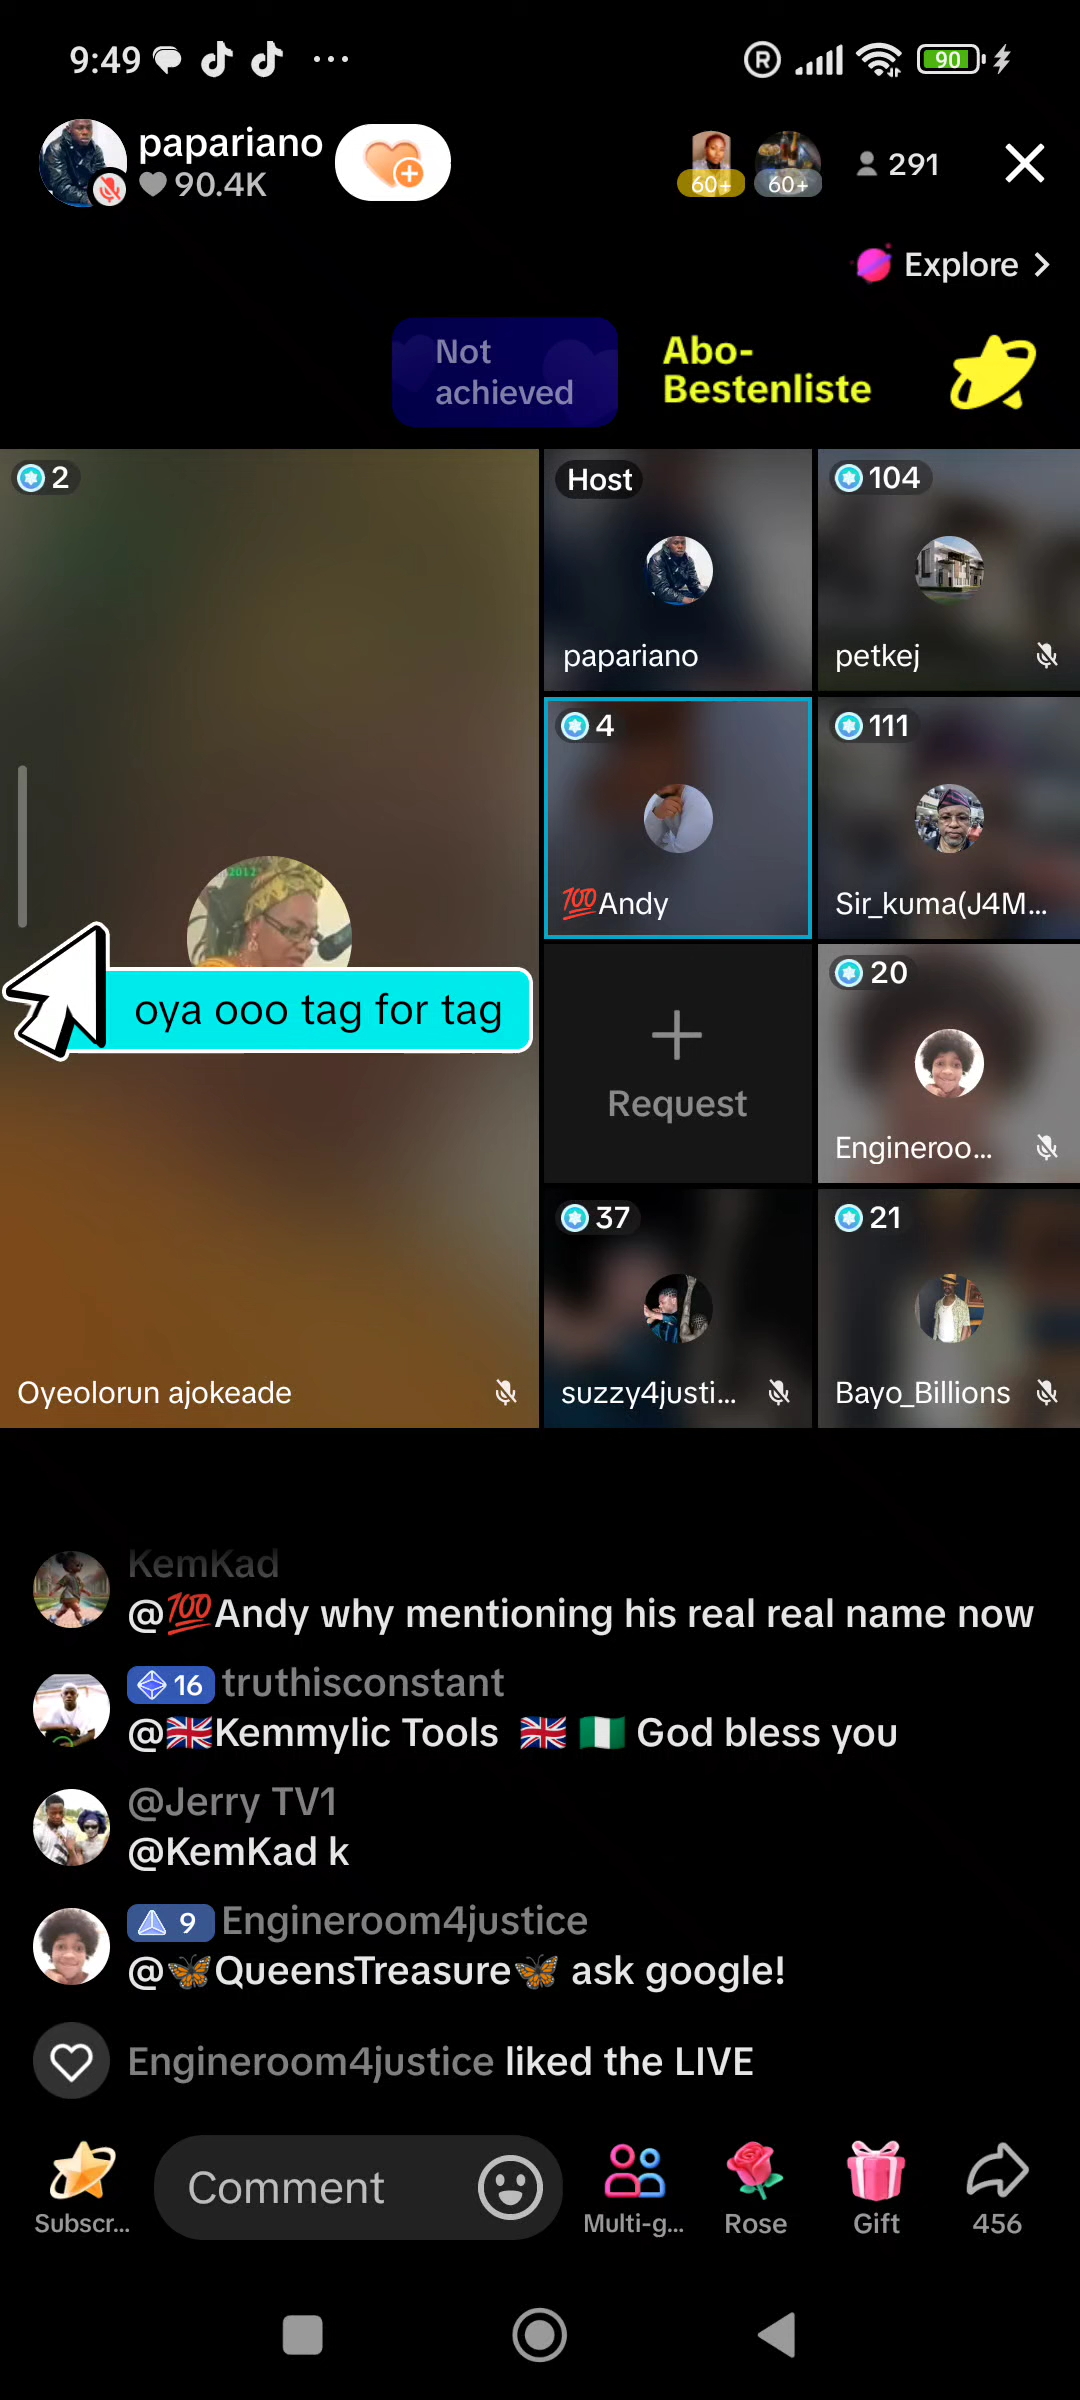 9:49
90
papariano
90.4K
60+
60+
291
Explore
Not
achieved
Abo-
Bestenliste
2
Host
papariano
104
petkej
4
💯Andy
111
Sir_kuma(J4M...
2012
oya ooo tag for tag
Request
20
Engineroo...
Oyeolorun ajokeade
37
suzzy4justi...
21
Bayo_Billions
KemKad
@💯Andy why mentioning his real real name now
16 truthisconstant
@🇬🇧Kemmylic Tools 🇬🇧 🇳🇬 God bless you
@Jerry TV1
@KemKad k
9 Engineroom4justice
@🦋QueensTreasure🦋 ask google!
Engineroom4justice liked the LIVE
Subscr...
Comment
Multi-g...
Rose
Gift
456